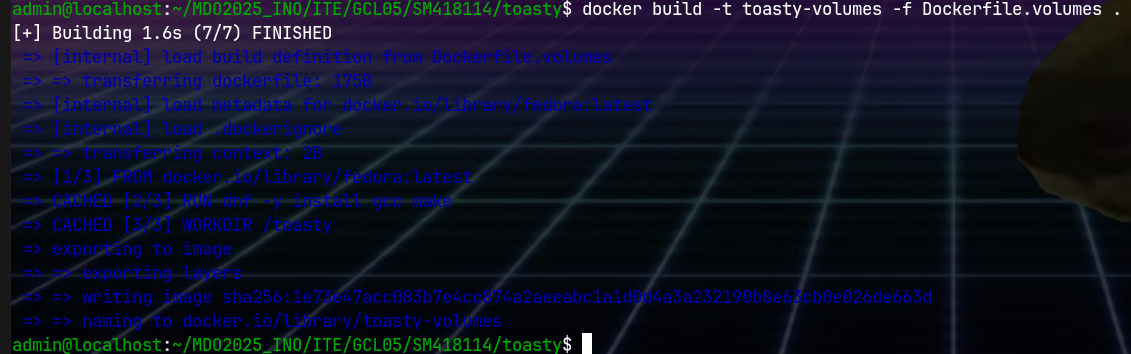 admin@localhost:~/MDO2025_INO/ITE/GCL05/SM418114/toasty$ docker build -t toasty-volumes -f Dockerfile.volumes .
[+] Building 1.6s (7/7) FINISHED
=> [internal] load build definition from Dockerfile.volumes
=> => transferring dockerfile: 175B
=> [internal] load metadata for docker.io/library/fedora:latest
=> [internal] load .dockerignore
=> => transferring context: 2B
=> [1/3] FROM docker.io/library/fedora:latest
=> CACHED [2/3] RUN dnf -y install gcc make
=> CACHED [3/3] WORKDIR /toasty
=> exporting to image
=> => exporting layers
=> => writing image
=> => naming to docker.io/library/toasty-volumes
admin@localhost:~/MDO2025_INO/ITE/GCL05/SM418114/toasty$